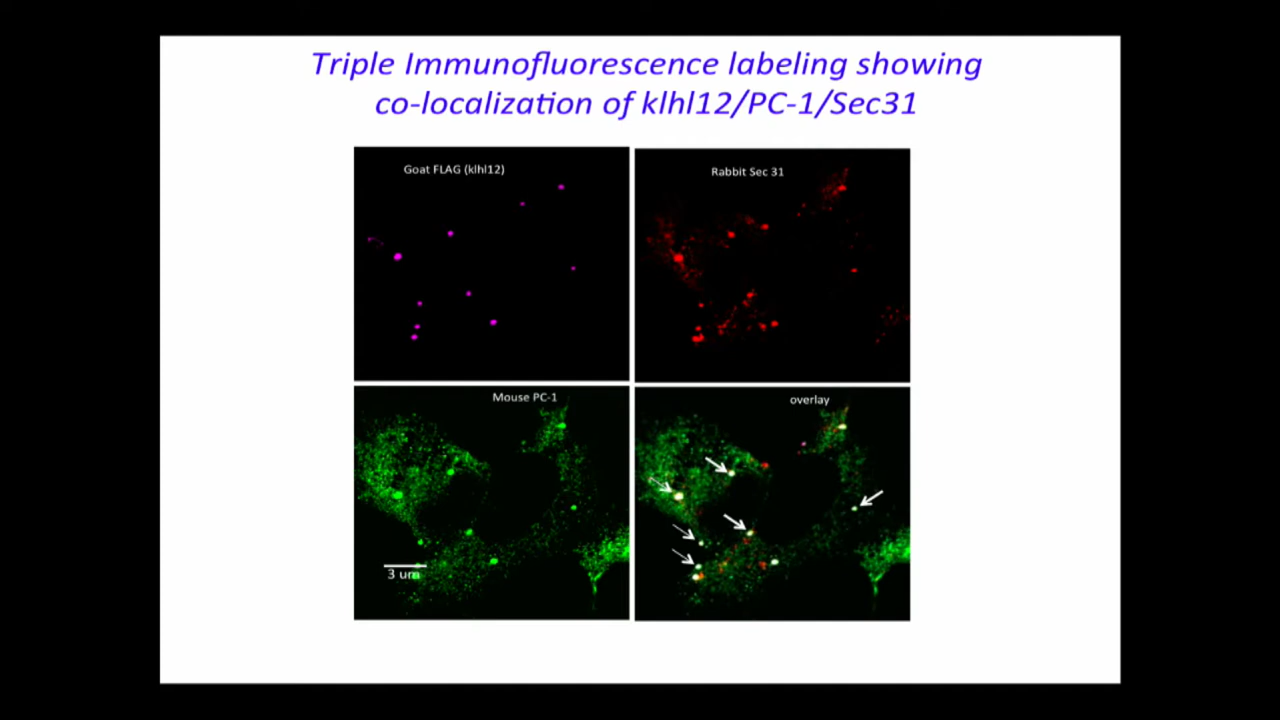 Triple Immunofluorescence labeling showing
co-localization of klhl12/PC-1/Sec31
Goat FLAG (klhl12)
Rabbit Sec 31
Mouse PC-1
overlay
3 um